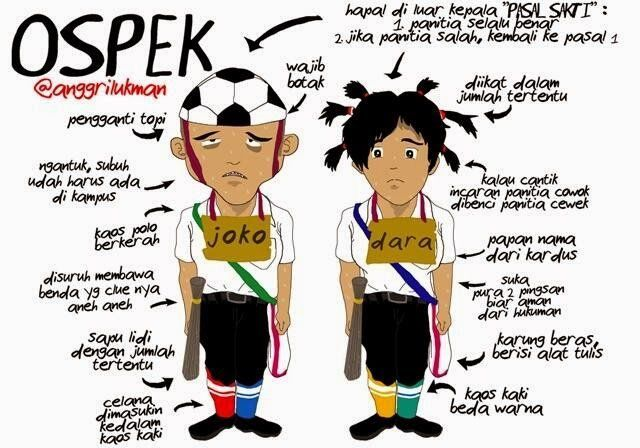 OSPEK
@anggrilukman
hapal di luar kepala "PASAL SAKTI" :
1. panitia selalu benar
2. jika panitia salah, kembali ke pasal 1
wajib
botak
pengganti topi
ngantuk, subuh
udah harus ada
di kampus
kaos polo
berkerah
disuruh membawa
benda yg clue nya
aneh aneh
sapu lidi
dengan jumlah
tertentu
celana
dimasukin
kedalam
kaos kaki
joko
dara
diikat dalam
jumlah tertentu
kalau cantik
incaran panitia cowok
dibenci panitia cewek
papan nama
dari kardus
suka
pura 2 pingsan
biar aman
dari hukuman
karung beras,
berisi alat tulis
kaos kaki
beda warna